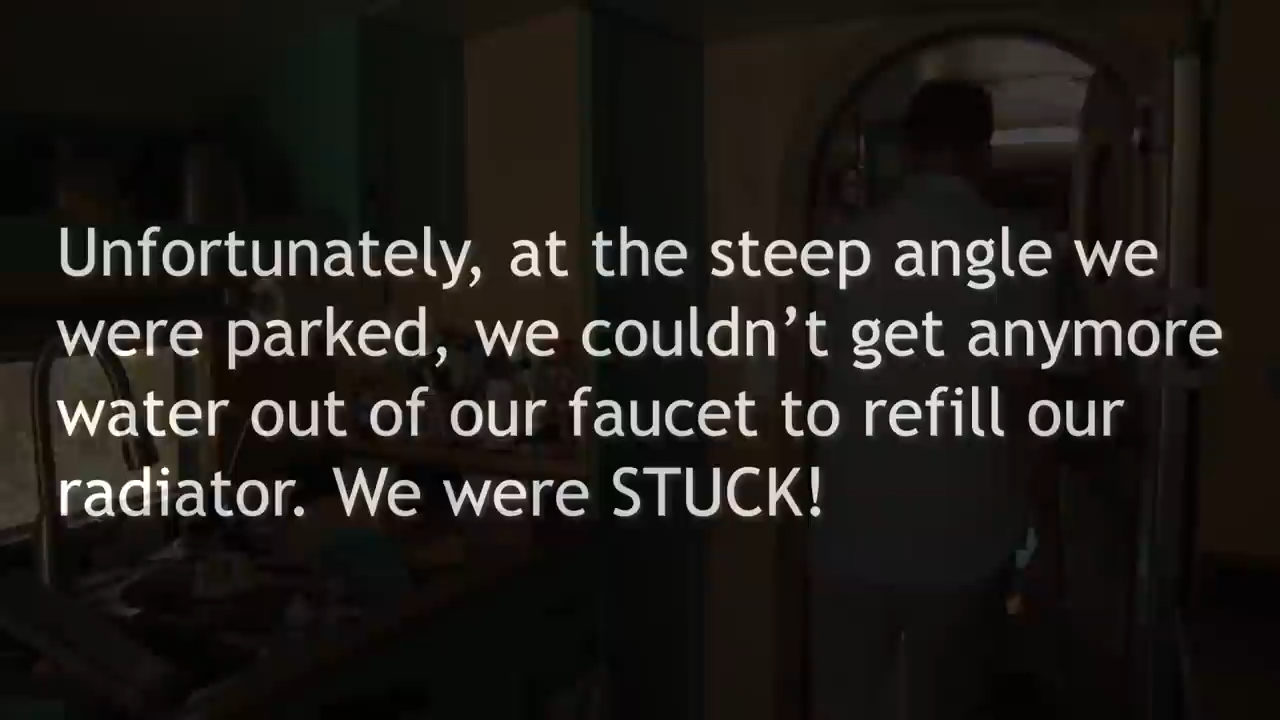 Unfortunately, at the steep angle we
were parked, we couldn’t get anymore
water out of our faucet to refill our
radiator. We were STUCK!